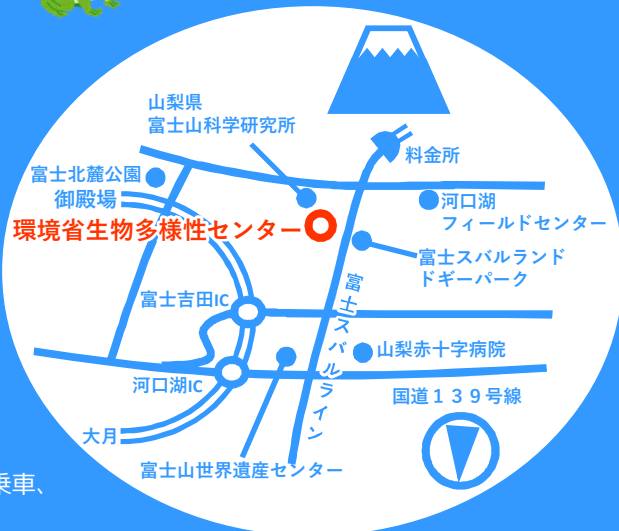 山梨県
富士山科学研究所
料金所
富士北麓公園
御殿場
河口湖
フィールドセンター
環境省生物多様性センター
富士スバルランド
ドギーパーク
富士吉田IC
富士スバルライン
山梨赤十字病院
河口湖IC
国道１３９号線
大月
富士山世界遺産センター
乗車、